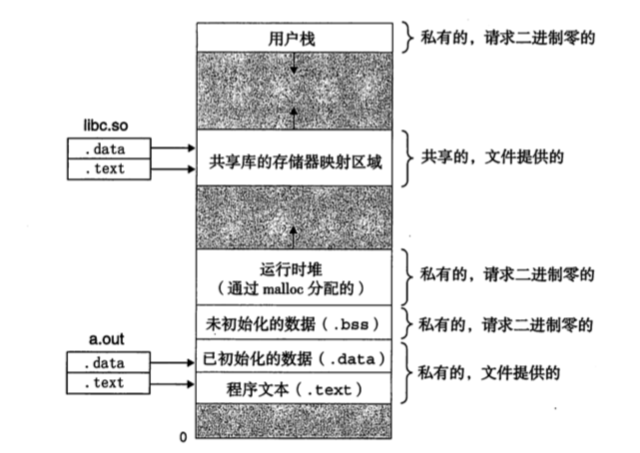 用户栈
私有的，请求二进制零的
libc.so
.data
.text
共享库的存储器映射区域
共享的，文件提供的
运行时堆
（通过 malloc 分配的）
私有的，请求二进制零的
未初始化的数据（.bss）
私有的，请求二进制零的
a.out
.data
.text
已初始化的数据（.data）
程序文本（.text）
私有的，文件提供的
0